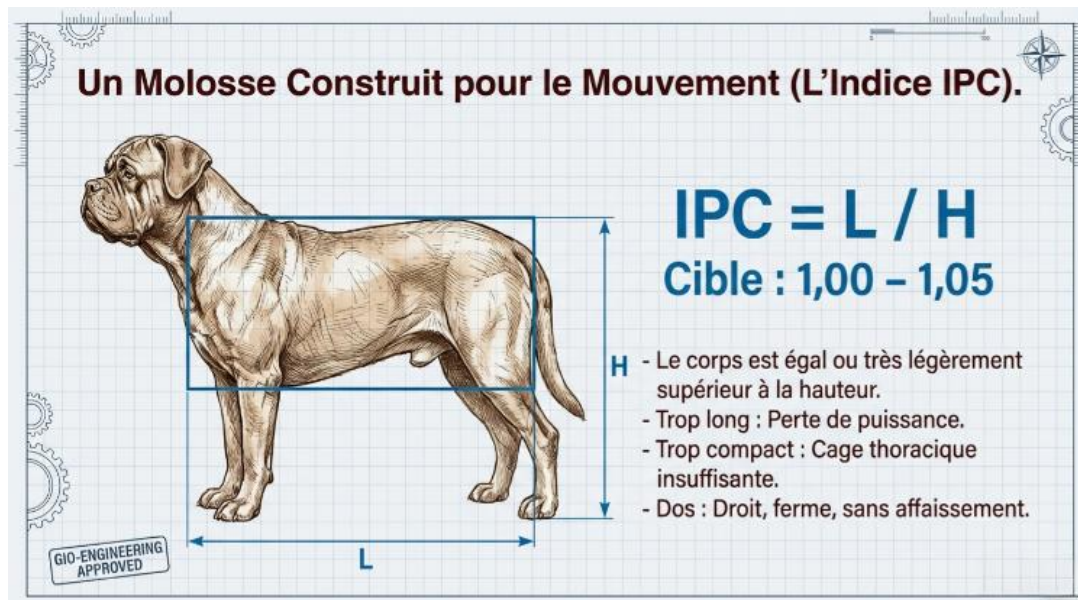 Un Molosse Construit pour le Mouvement (L'Indice IPC).
IPC = L / H
Cible : 1,00 – 1,05
H
- Le corps est égal ou très légèrement
supérieur à la hauteur.
- Trop long : Perte de puissance.
- Trop compact : Cage thoracique
insuffisante.
- Dos : Droit, ferme, sans affaissement.
L
GIO-ENGINEERING
APPROVED